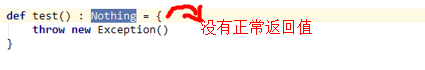 def test() : Nothing = {
没有正常返回值
throw new Exception()
}